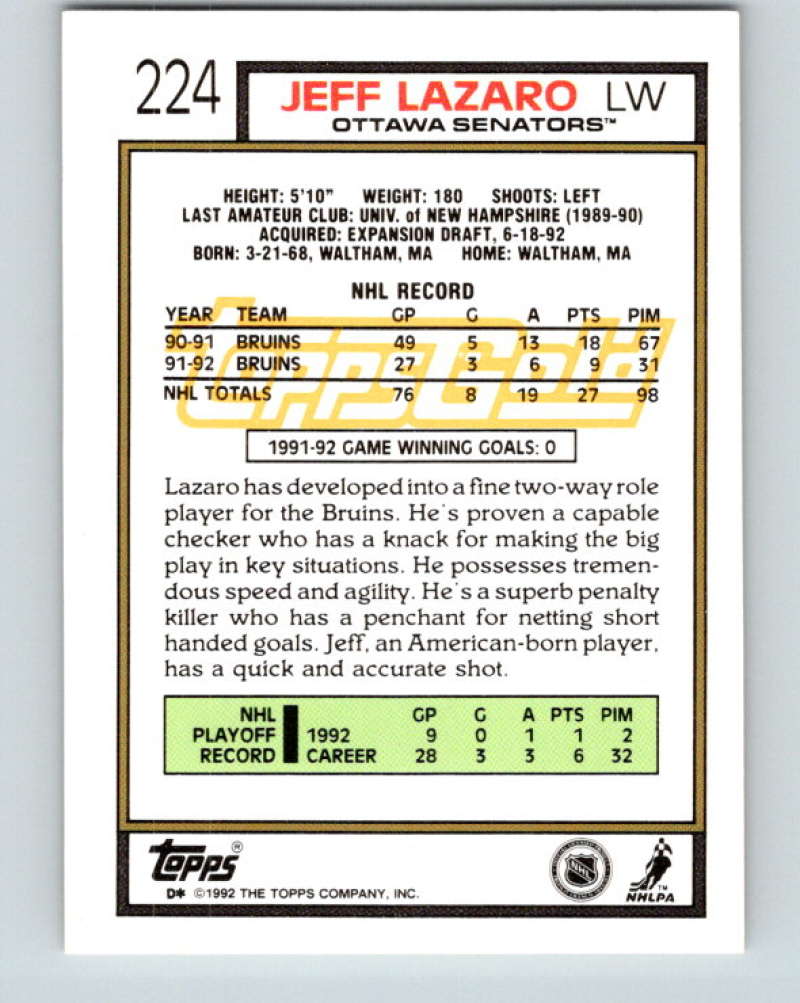 224
JEFF LAZARO LW
OTTAWA SENATORS™
HEIGHT: 5'10" WEIGHT: 180 SHOOTS: LEFT
LAST AMATEUR CLUB: UNIV. of NEW HAMPSHIRE (1989-90)
ACQUIRED: EXPANSION DRAFT, 6-18-92
BORN: 3-21-68, WALTHAM, MA HOME: WALTHAM, MA
NHL RECORD
YEAR TEAM GP G A PTS PIM
90-91 BRUINS 49 5 13 18 67
91-92 BRUINS 27 3 6 9 31
NHL TOTALS 76 8 19 27 98
ToppsGold
1991-92 GAME WINNING GOALS: 0
Lazaro has developed into a fine two-way role
player for the Bruins. He's proven a capable
checker who has a knack for making the big
play in key situations. He possesses tremen-
dous speed and agility. He's a superb penalty
killer who has a penchant for netting short
handed goals. Jeff, an American-born player,
has a quick and accurate shot.
NHL GP G A PTS PIM
PLAYOFF 1992 9 0 1 1 2
RECORD CAREER 28 3 3 6 32
TOPPS®
D* ©1992 THE TOPPS COMPANY, INC.
NHL
™
NHLPA